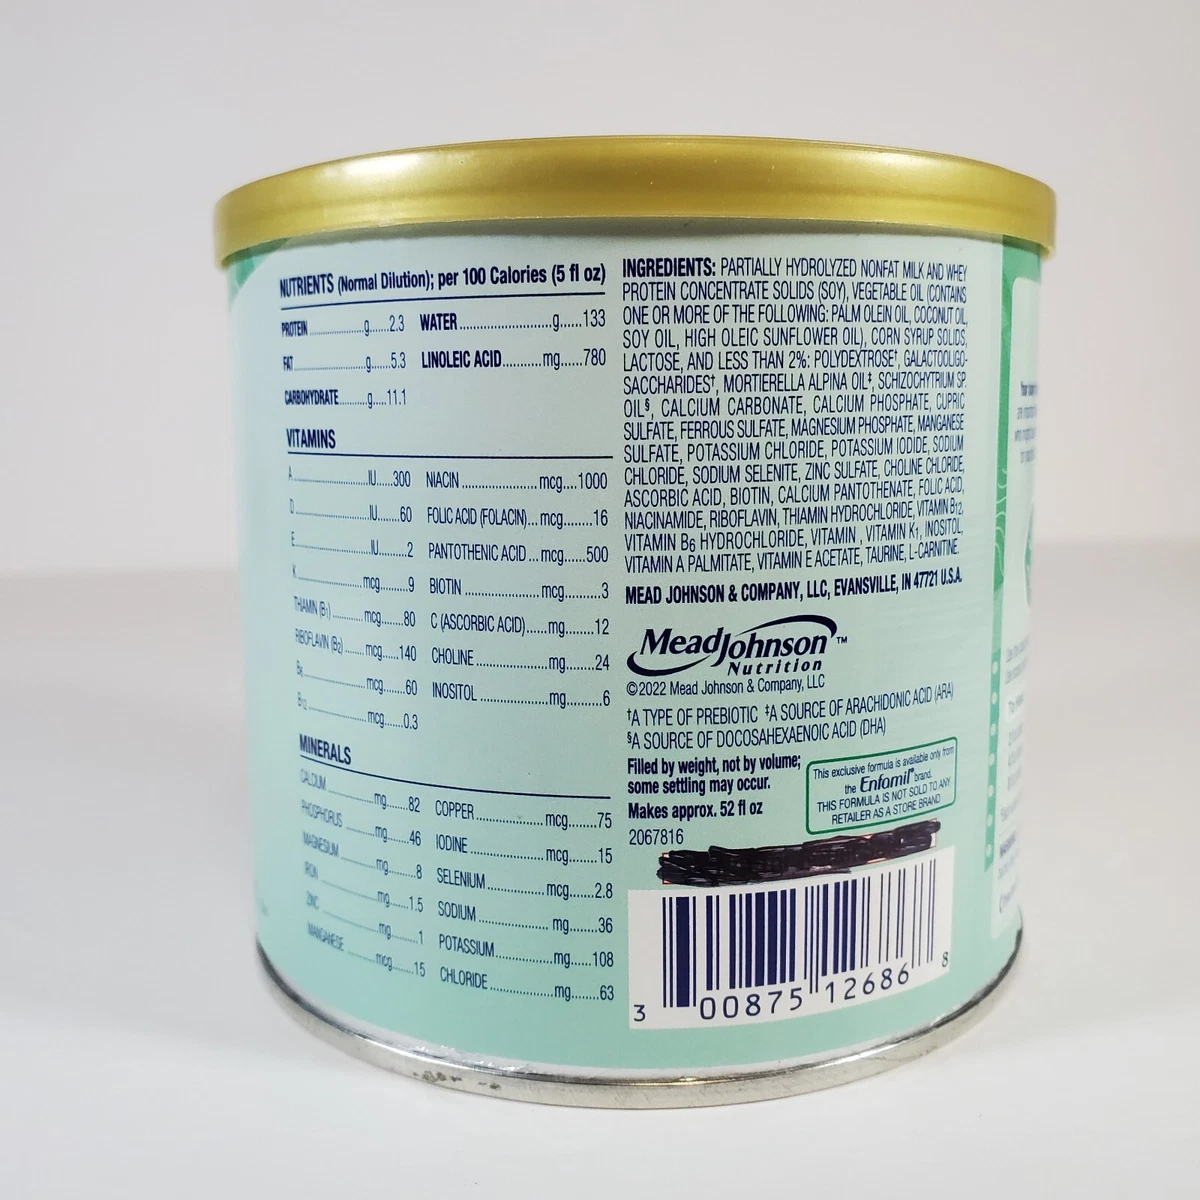 NUTRIENTS (Normal Dilution); per 100 Calories (5 fl oz)
PROTEIN g 2.3 WATER g 133
FAT g 5.3 LINOLEIC ACID mg 780
CARBOHYDRATE g 11.1
VITAMINS
A IU 300 NIACIN mcg 1000
D IU 60 FOLIC ACID (FOLACIN) mcg 16
E IU 2 PANTOTHENIC ACID mcg 500
K mcg 9 BIOTIN mcg 3
THIAMIN (B1) mcg 80 C (ASCORBIC ACID) mg 12
RIBOFLAVIN (B2) mcg 140 CHOLINE mg 24
B6 mcg 60 INOSITOL mg 6
B12 mcg 0.3
MINERALS
CALCIUM mg 82 COPPER mcg 75
PHOSPHORUS mg 46 IODINE mcg 15
MAGNESIUM mg 8 SELENIUM mcg 2.8
IRON mg 1.5 SODIUM mg 36
ZINC mg 1 POTASSIUM mg 108
MANGANESE mcg 15 CHLORIDE mg 63
INGREDIENTS: PARTIALLY HYDROLYZED NONFAT MILK AND WHEY
PROTEIN CONCENTRATE SOLIDS (SOY), VEGETABLE OIL (CONTAINS
ONE OR MORE OF THE FOLLOWING: PALM OLEIN OIL, COCONUT OIL,
SOY OIL, HIGH OLEIC SUNFLOWER OIL), CORN SYRUP SOLIDS,
LACTOSE, AND LESS THAN 2%: POLYDEXTROSE†, GALACTOOLIGO-
SACCHARIDES†, MORTIERELLA ALPINA OIL‡, SCHIZOCHYTRIUM SP.
OIL§, CALCIUM CARBONATE, CALCIUM PHOSPHATE, CUPRIC
SULFATE, FERROUS SULFATE, MAGNESIUM PHOSPHATE, MANGANESE
SULFATE, POTASSIUM CHLORIDE, POTASSIUM IODIDE, SODIUM
CHLORIDE, SODIUM SELENITE, ZINC SULFATE, CHOLINE CHLORIDE,
ASCORBIC ACID, BIOTIN, CALCIUM PANTOTHENATE, FOLIC ACID,
NIACINAMIDE, RIBOFLAVIN, THIAMIN HYDROCHLORIDE, VITAMIN B12,
VITAMIN B6 HYDROCHLORIDE, VITAMIN , VITAMIN K1, INOSITOL,
VITAMIN A PALMITATE, VITAMIN E ACETATE, TAURINE, L-CARNITINE.
MEAD JOHNSON & COMPANY, LLC, EVANSVILLE, IN 47721 U.S.A.
MeadJohnson™
Nutrition
©2022 Mead Johnson & Company, LLC
†A TYPE OF PREBIOTIC ‡A SOURCE OF ARACHIDONIC ACID (ARA)
§A SOURCE OF DOCOSAHEXAENOIC ACID (DHA)
Filled by weight, not by volume;
some settling may occur.
Makes approx. 52 fl oz
2067816
This exclusive formula is available only from
the Enfamil® brand.
THIS FORMULA IS NOT SOLD TO ANY
RETAILER AS A STORE BRAND
3 00875 12686 8